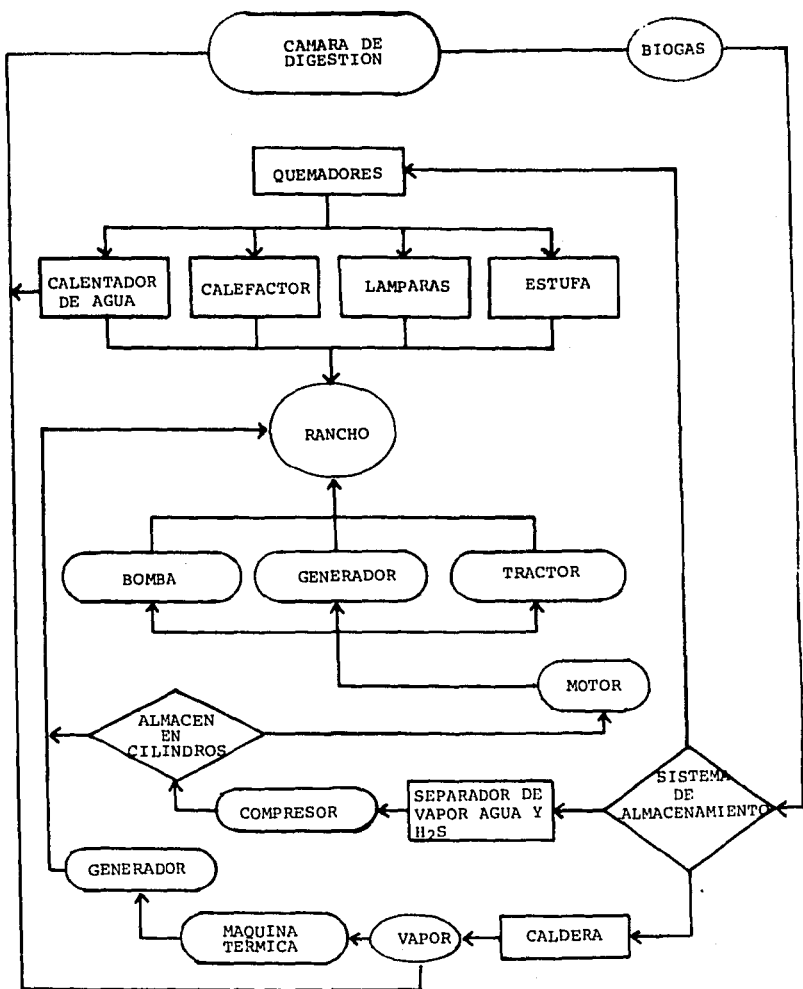 CAMARA DE
DIGESTION
BIOGAS
QUEMADORES
CALENTADOR
DE AGUA
CALEFACTOR
LAMPARAS
ESTUFA
RANCHO
BOMBA
GENERADOR
TRACTOR
MOTOR
ALMACEN
EN
CILINDROS
SISTEMA
DE
ALMACENAMIENTO
SEPARADOR DE
VAPOR AGUA Y
H₂S
COMPRESOR
GENERADOR
MAQUINA
TERMICA
VAPOR
CALDERA